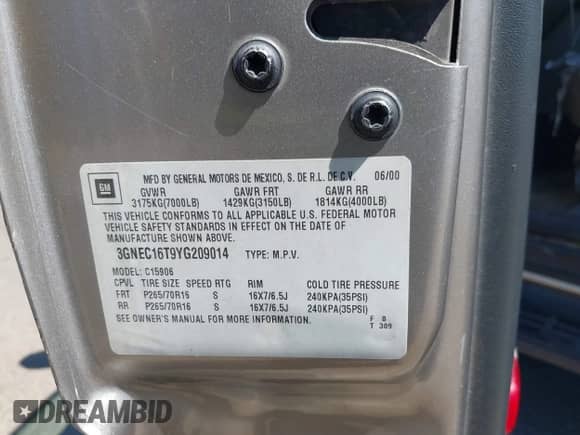 GM
MFD BY GENERAL MOTORS DE MEXICO, S. DE R.L. DE C.V. 06/00
GVWR GAWR FRT GAWR RR
3175KG(7000LB) 1429KG(3150LB) 1814KG(4000LB)
THIS VEHICLE CONFORMS TO ALL APPLICABLE U.S. FEDERAL MOTOR
VEHICLE SAFETY STANDARDS IN EFFECT ON THE DATE OF
MANUFACTURE SHOWN ABOVE.
3GNEC16T9YG209014 TYPE: M.P.V.
MODEL: C15906
CPVL TIRE SIZE SPEED RTG RIM COLD TIRE PRESSURE
FRT P265/70R16 S 16X7/6.5J 240KPA(35PSI)
RR P265/70R16 S 16X7/6.5J 240KPA(35PSI)
SEE OWNER'S MANUAL FOR MORE INFORMATION. F B
T 309
DREAMBID